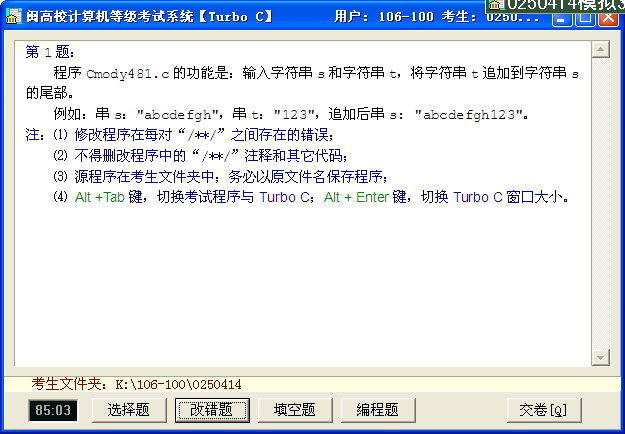 闽高校计算机等级考试系统【Turbo C】 用户: 106-100 考生: 0250...
0250414模拟3
第 1 题:
程序 Cmody481.c 的功能是: 输入字符串 s 和字符串 t, 将字符串 t 追加到字符串 s
的尾部。
例如: 串 s: "abcdefgh", 串 t: "123", 追加后串 s: "abcdefgh123"。
注: ⑴ 修改程序在每对“/**/”之间存在的错误;
⑵ 不得删改程序中的“/**/”注释和其它代码;
⑶ 源程序在考生文件夹中; 务必以原文件名保存程序;
⑷ Alt +Tab 键, 切换考试程序与 Turbo C; Alt + Enter 键, 切换 Turbo C 窗口大小。
考生文件夹: K:\106-100\0250414
85:03 选择题 改错题 填空题 编程题 交卷[Q]